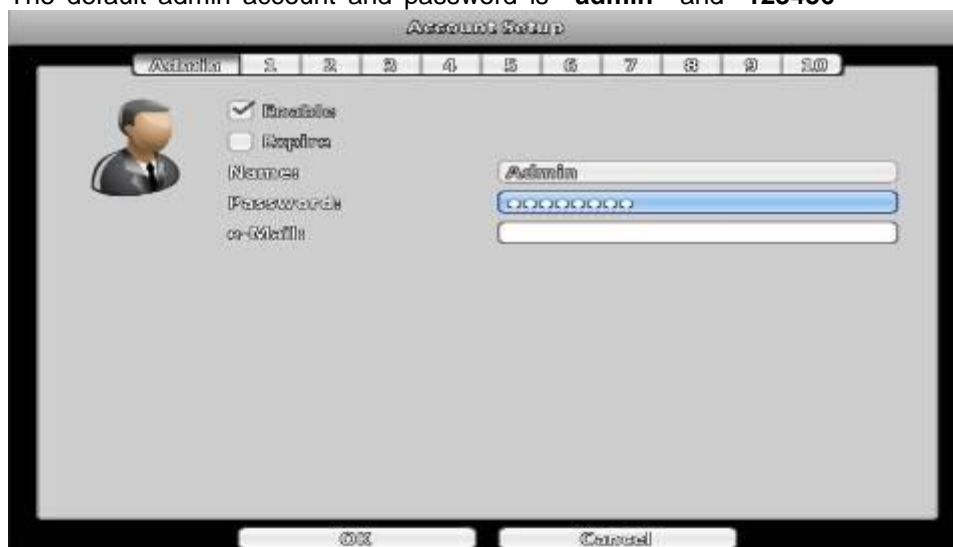 The default admin account and password is "admin" and "123456"
Account Setup
Admin 1 2 3 4 5 6 7 8 9 10
Enable
Expire
Name: Admin
Password: oooooooo
e-Mail:
OK Cancel